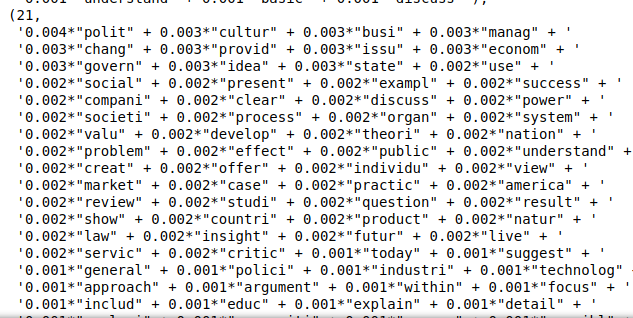 (21,
'0.004*"polit" + 0.003*"cultur" + 0.003*"busi" + 0.003*"manag" + '
'0.003*"chang" + 0.003*"provid" + 0.003*"issu" + 0.003*"econom" + '
'0.003*"govern" + 0.003*"idea" + 0.003*"state" + 0.002*"use" + '
'0.002*"social" + 0.002*"present" + 0.002*"exampl" + 0.002*"success" + '
'0.002*"compani" + 0.002*"clear" + 0.002*"discuss" + 0.002*"power" + '
'0.002*"societi" + 0.002*"process" + 0.002*"organ" + 0.002*"system" + '
'0.002*"valu" + 0.002*"develop" + 0.002*"theori" + 0.002*"nation" + '
'0.002*"problem" + 0.002*"effect" + 0.002*"public" + 0.002*"understand" +
'0.002*"creat" + 0.002*"offer" + 0.002*"individu" + 0.002*"view" + '
'0.002*"market" + 0.002*"case" + 0.002*"practic" + 0.002*"america" + '
'0.002*"review" + 0.002*"studi" + 0.002*"question" + 0.002*"result" + '
'0.002*"show" + 0.002*"countri" + 0.002*"product" + 0.002*"natur" + '
'0.002*"law" + 0.002*"insight" + 0.002*"futur" + 0.002*"live" + '
'0.002*"servic" + 0.002*"critic" + 0.001*"today" + 0.001*"suggest" + '
'0.001*"general" + 0.001*"polici" + 0.001*"industri" + 0.001*"technolog"
'0.001*"approach" + 0.001*"argument" + 0.001*"within" + 0.001*"focus" + '
'0.001*"includ" + 0.001*"educ" + 0.001*"explain" + 0.001*"detail" + '